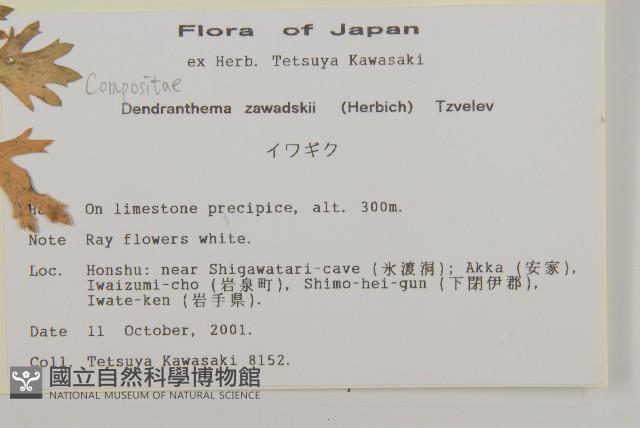 Flora of Japan
ex Herb. Tetsuya Kawasaki
Compositae
Dendranthema zawadskii (Herbich) Tzvelev
イワギク
On limestone precipice, alt. 300m.
Note Ray flowers white.
Loc. Honshu: near Shigawatari-cave (氷渡洞); Akka (安家),
Iwaizumi-cho (岩泉町), Shimo-hei-gun (下閉伊郡),
Iwate-ken (岩手県).
Date 11 October, 2001.
Coll. Tetsuya Kawasaki 8152.
國立自然科學博物館
NATIONAL MUSEUM OF NATURAL SCIENCE